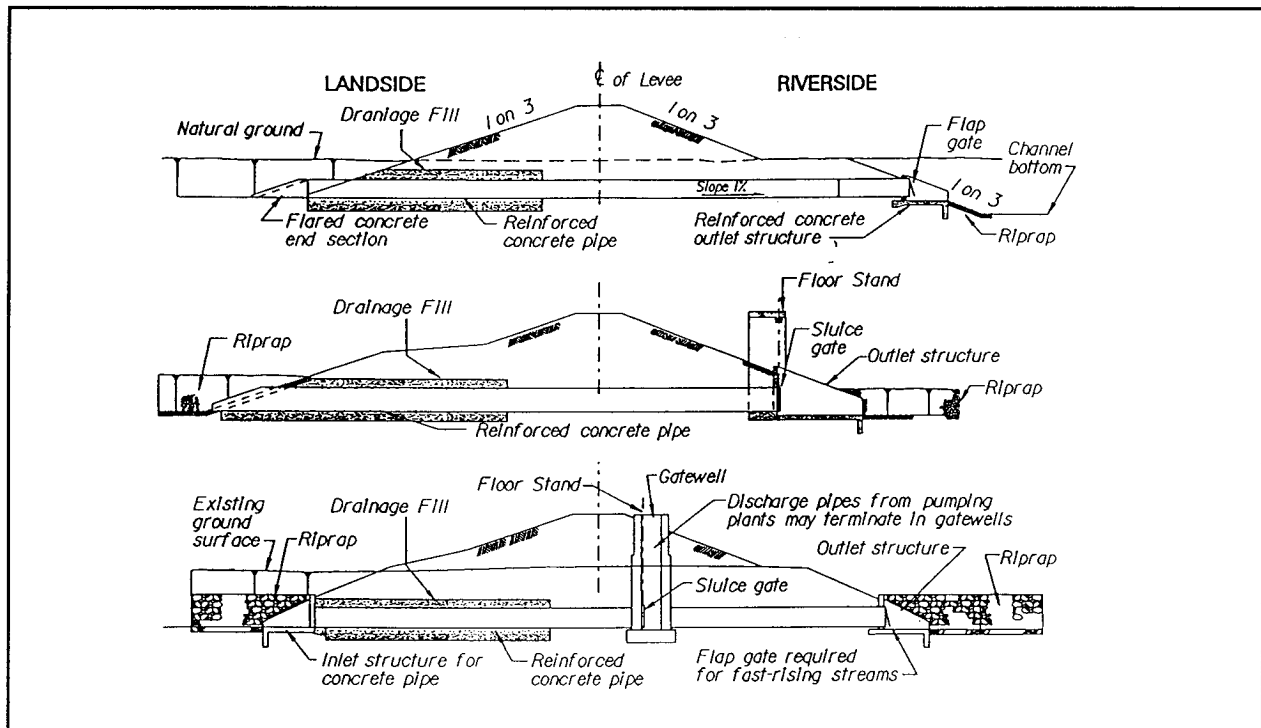 LANDSIDE
℄ of Levee
RIVERSIDE
Draniage Fill
1 on 3
1 on 3
Natural ground
Flap
gate
Channel
bottom
Slope 1%
1 on 3
Flared concrete
end section
Reinforced
concrete pipe
Reinforced concrete
outlet structure
Riprap
Floor Stand
Drainage Fill
Sluice
gate
Riprap
Outlet structure
Riprap
Reinforced concrete pipe
Gatewell
Floor Stand
Existing
ground
surface
Drainage Fill
Discharge pipes from pumping
plants may terminate in gatewells
Riprap
Outlet structure
Riprap
Sluice gate
Inlet structure for
concrete pipe
Reinforced
concrete pipe
Flap gate required
for fast-rising streams